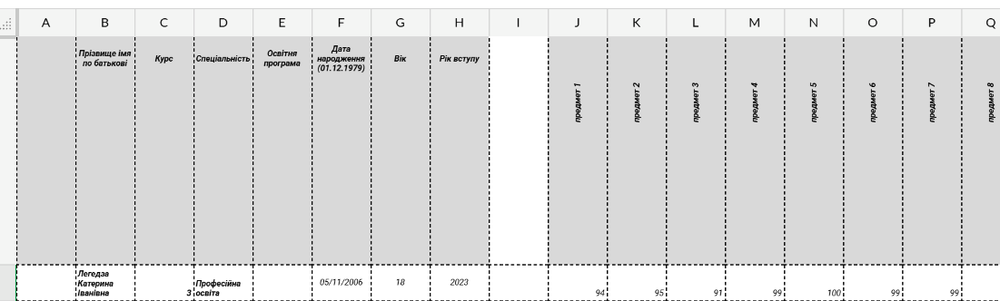 A B C D E F G H I J K L M N O P Q
Прізвище імя
по батькові
Курс
Спеціальність
Освітня
програма
Дата
народження
(01.12.1979)
Вік
Рік вступу
предмет 1
предмет 2
предмет 3
предмет 4
предмет 5
предмет 6
предмет 7
предмет 8
Легедза
Катерина
Іванівна
3
Професійна
освіта
05/11/2006
18
2023
94
95
91
99
100
99
99